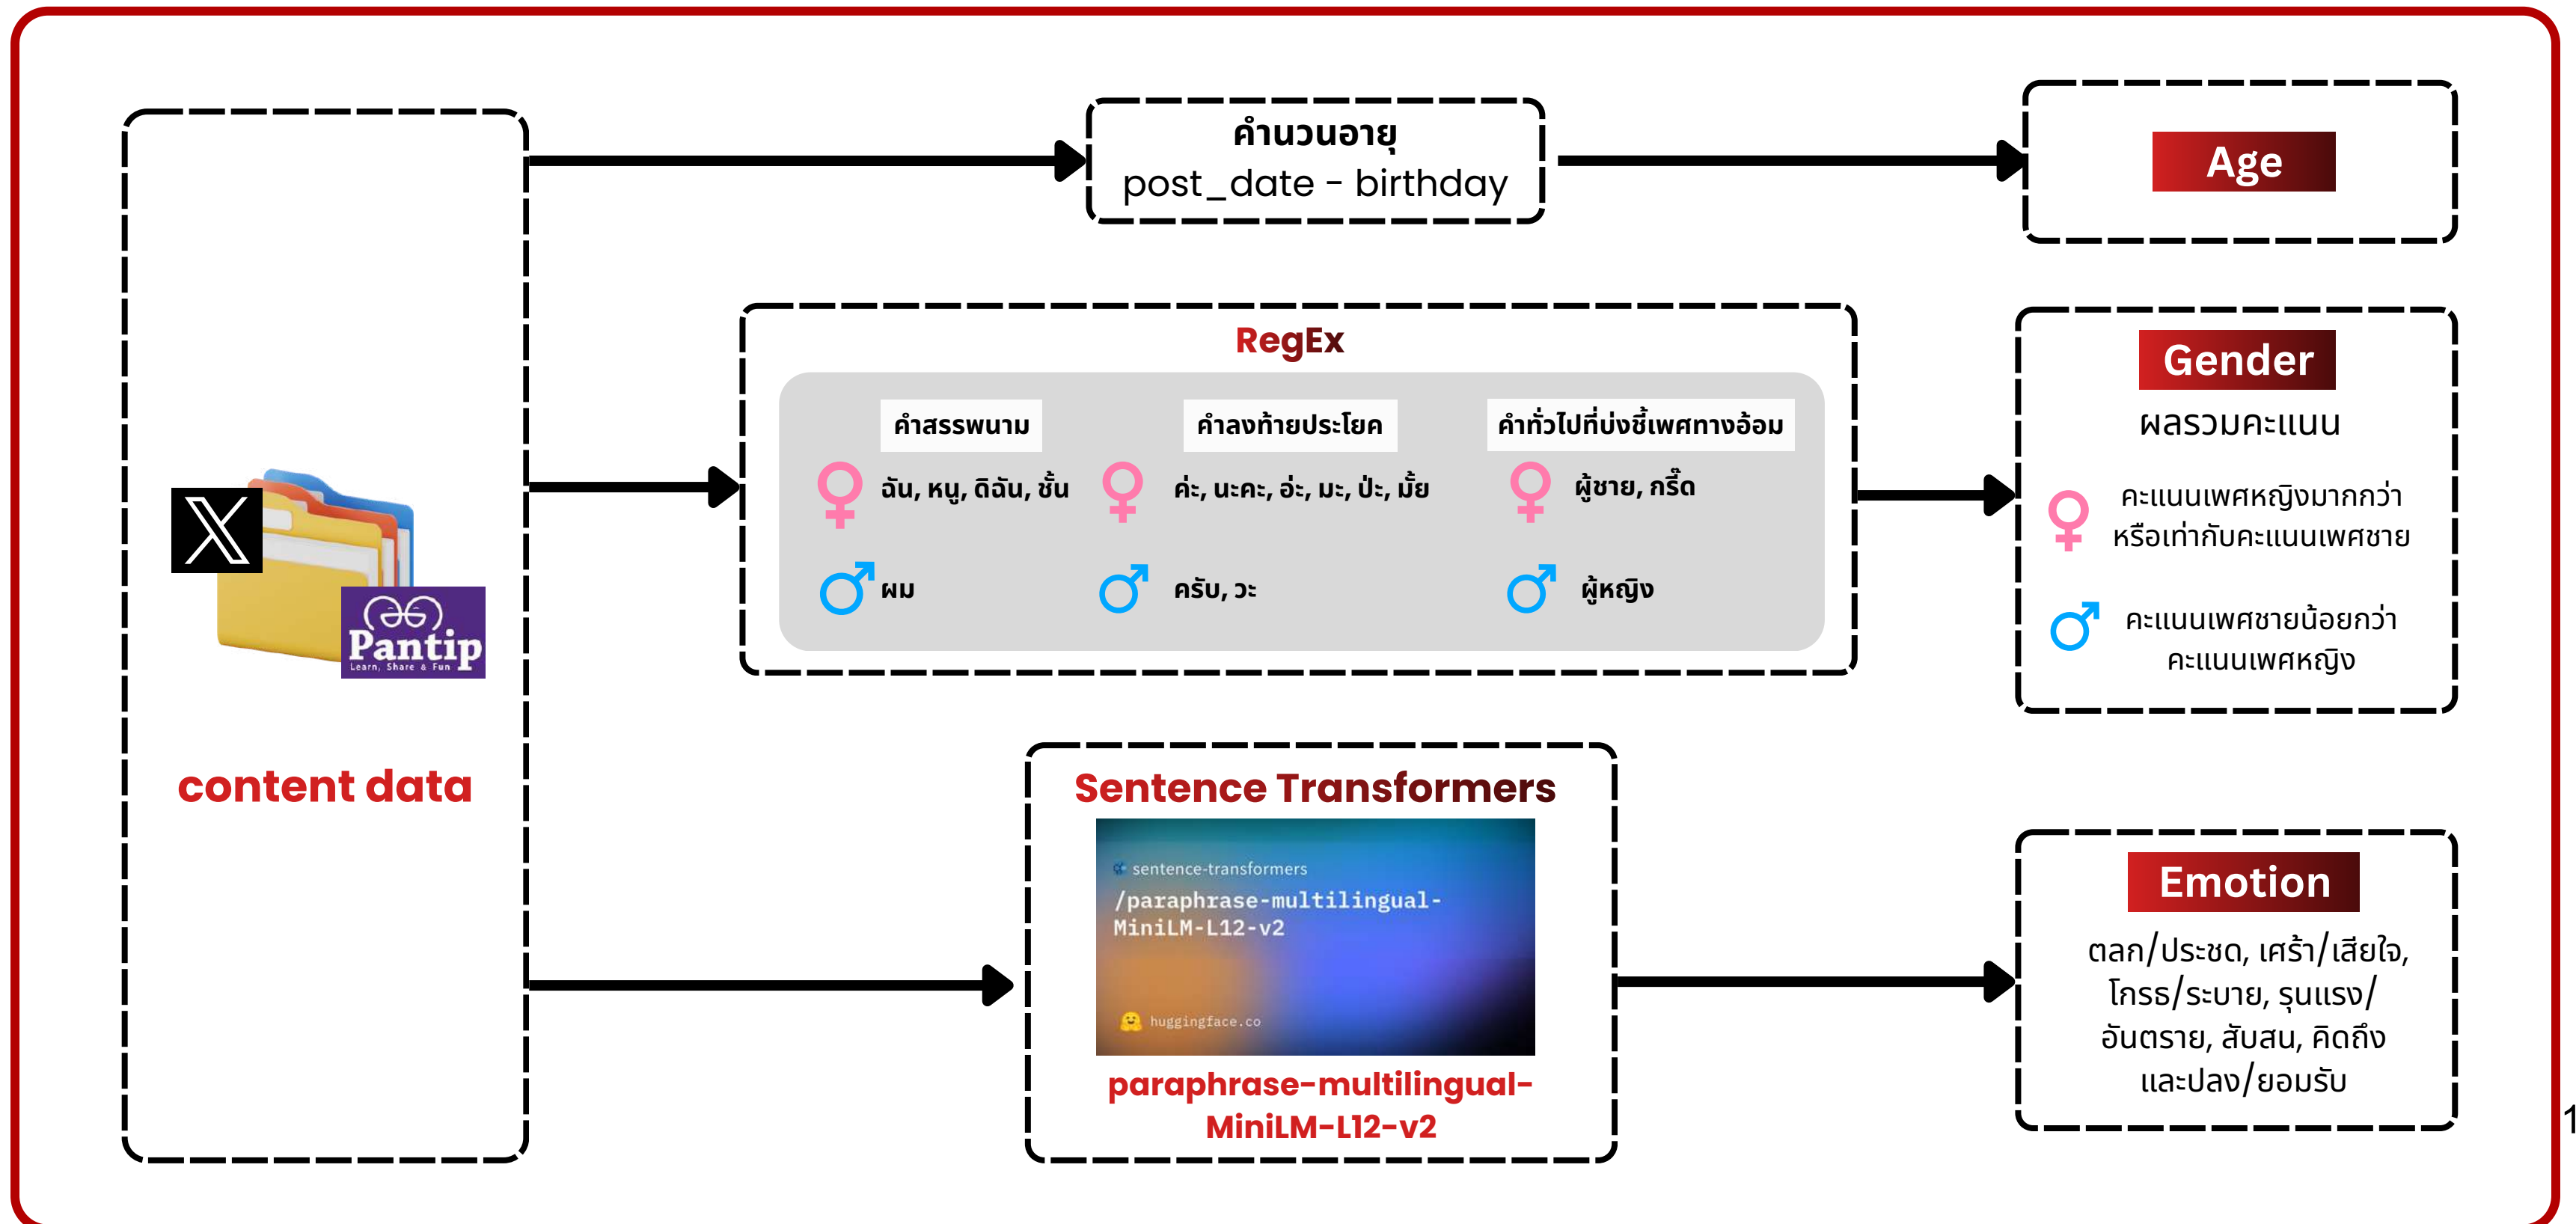 คำนวนอายุ
post_date - birthday
Age
RegEx
คำสรรพนาม
คำลงท้ายประโยค
คำทั่วไปที่บ่งชี้เพศทางอ้อม
ฉัน, หนู, ดิฉัน, ชั้น
ค่ะ, นะคะ, อ่ะ, มะ, ป่ะ, มั้ย
ผู้ชาย, กรี๊ด
ผม
ครับ, วะ
ผู้หญิง
Gender
ผลรวมคะแนน
คะแนนเพศหญิงมากกว่า
หรือเท่ากับคะแนนเพศชาย
คะแนนเพศชายน้อยกว่า
คะแนนเพศหญิง
X
Pantip
Learn, Share & Fun
content data
Sentence Transformers
sentence-transformers
/paraphrase-multilingual-
MiniLM-L12-v2
huggingface.co
paraphrase-multilingual-
MiniLM-L12-v2
Emotion
ตลก/ประชด, เศร้า/เสียใจ,
โกรธ/ระบาย, รุนแรง/
อันตราย, สับสน, คิดถึง
และปลง/ยอมรับ
1